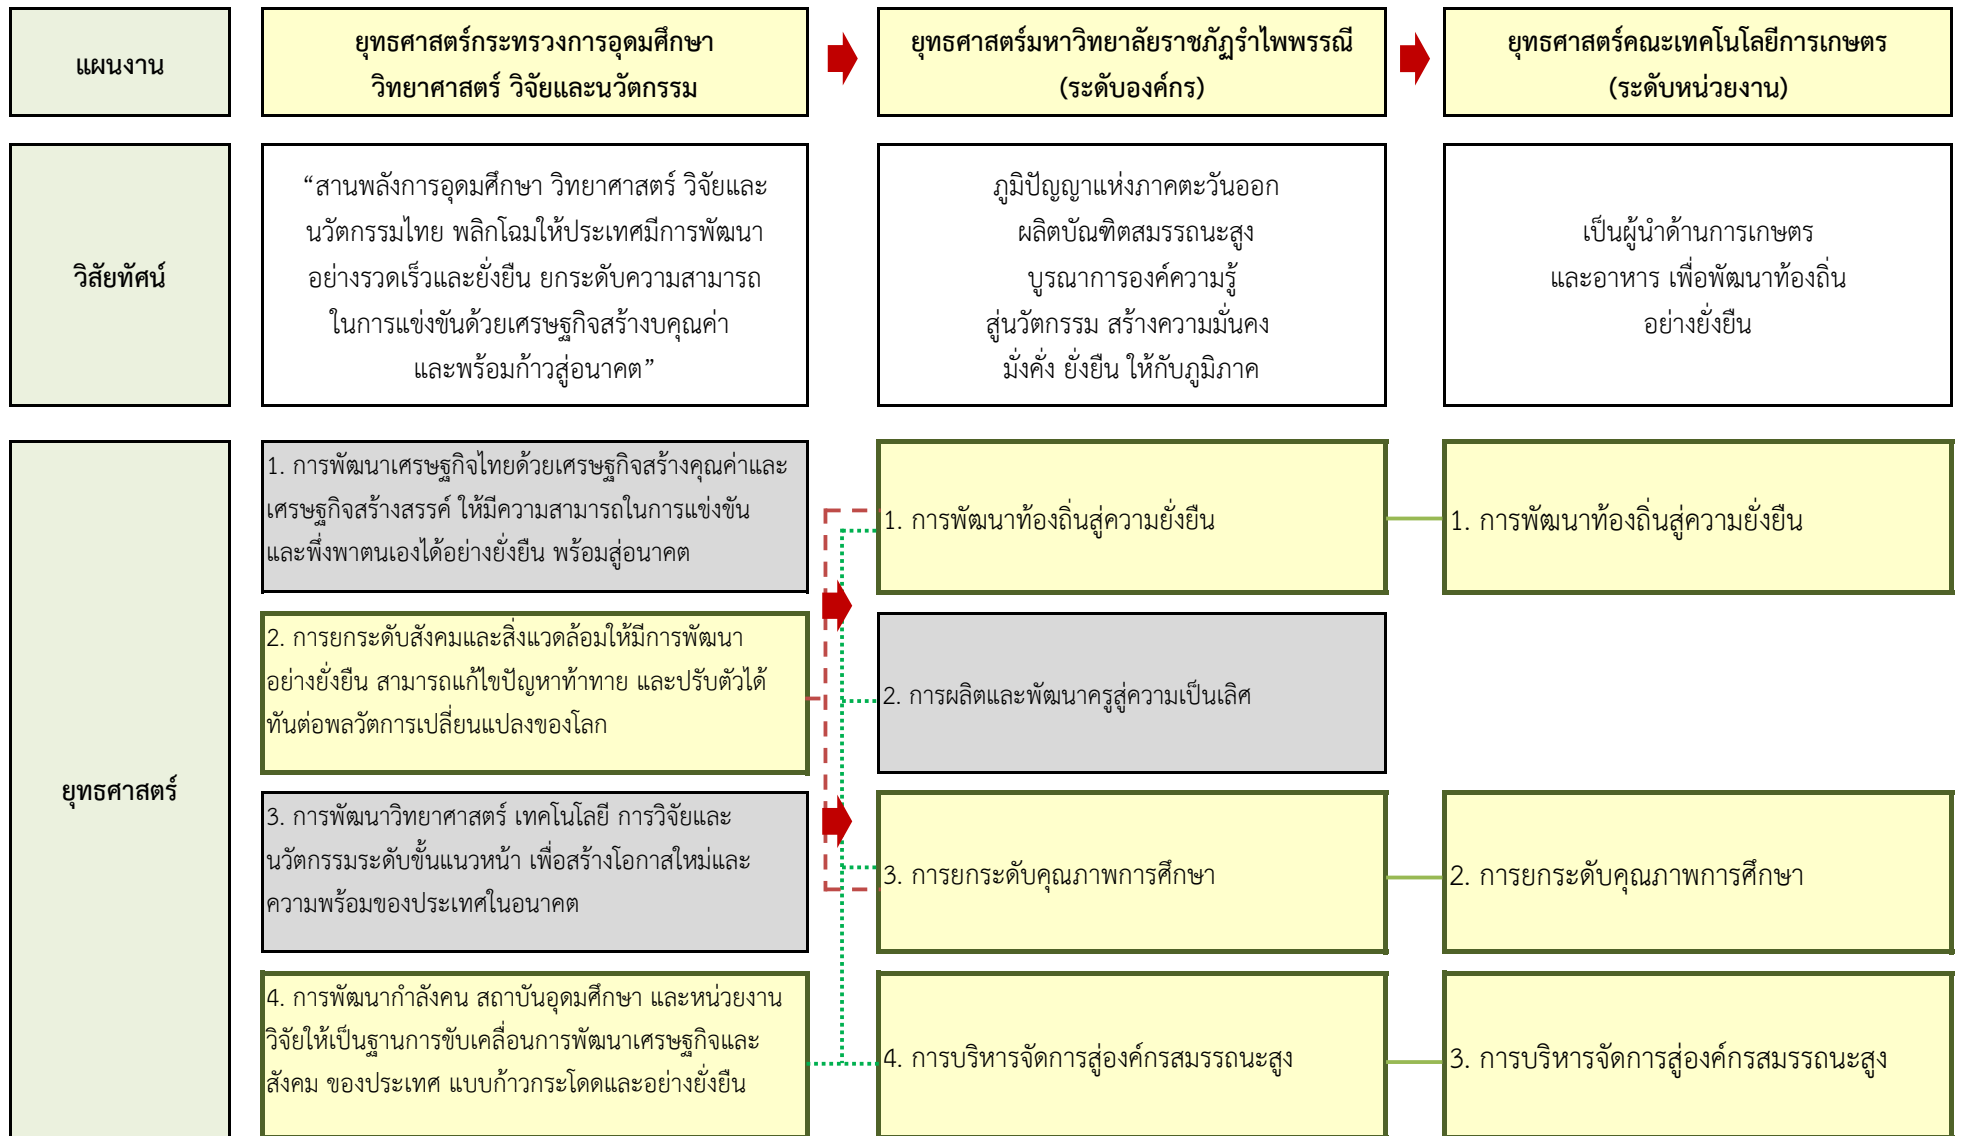 แผนงาน
ยุทธศาสตร์กระทรวงการอุดมศึกษา
วิทยาศาสตร์ วิจัยและนวัตกรรม
ยุทธศาสตร์มหาวิทยาลัยราชภัฏรำไพพรรณี
(ระดับองค์กร)
ยุทธศาสตร์คณะเทคโนโลยีการเกษตร
(ระดับหน่วยงาน)
วิสัยทัศน์
“สานพลังการอุดมศึกษา วิทยาศาสตร์ วิจัยและ
นวัตกรรมไทย พลิกโฉมให้ประเทศมีการพัฒนา
อย่างรวดเร็วและยั่งยืน ยกระดับความสามารถ
ในการแข่งขันด้วยเศรษฐกิจสร้างบคุณค่า
และพร้อมก้าวสู่อนาคต”
ภูมิปัญญาแห่งภาคตะวันออก
ผลิตบัณฑิตสมรรถนะสูง
บูรณาการองค์ความรู้
สู่นวัตกรรม สร้างความมั่นคง
มั่งคั่ง ยั่งยืน ให้กับภูมิภาค
เป็นผู้นำด้านการเกษตร
และอาหาร เพื่อพัฒนาท้องถิ่น
อย่างยั่งยืน
ยุทธศาสตร์
1. การพัฒนาเศรษฐกิจไทยด้วยเศรษฐกิจสร้างคุณค่าและ
เศรษฐกิจสร้างสรรค์ ให้มีความสามารถในการแข่งขัน
และพึ่งพาตนเองได้อย่างยั่งยืน พร้อมสู่อนาคต
2. การยกระดับสังคมและสิ่งแวดล้อมให้มีการพัฒนา
อย่างยั่งยืน สามารถแก้ไขปัญหาท้าทาย และปรับตัวได้
ทันต่อพลวัตการเปลี่ยนแปลงของโลก
3. การพัฒนาวิทยาศาสตร์ เทคโนโลยี การวิจัยและ
นวัตกรรมระดับขั้นแนวหน้า เพื่อสร้างโอกาสใหม่และ
ความพร้อมของประเทศในอนาคต
4. การพัฒนากำลังคน สถาบันอุดมศึกษา และหน่วยงาน
วิจัยให้เป็นฐานการขับเคลื่อนการพัฒนาเศรษฐกิจและ
สังคม ของประเทศ แบบก้าวกระโดดและอย่างยั่งยืน
1. การพัฒนาท้องถิ่นสู่ความยั่งยืน
2. การผลิตและพัฒนาครูสู่ความเป็นเลิศ
3. การยกระดับคุณภาพการศึกษา
4. การบริหารจัดการสู่องค์กรสมรรถนะสูง
1. การพัฒนาท้องถิ่นสู่ความยั่งยืน
2. การยกระดับคุณภาพการศึกษา
3. การบริหารจัดการสู่องค์กรสมรรถนะสูง